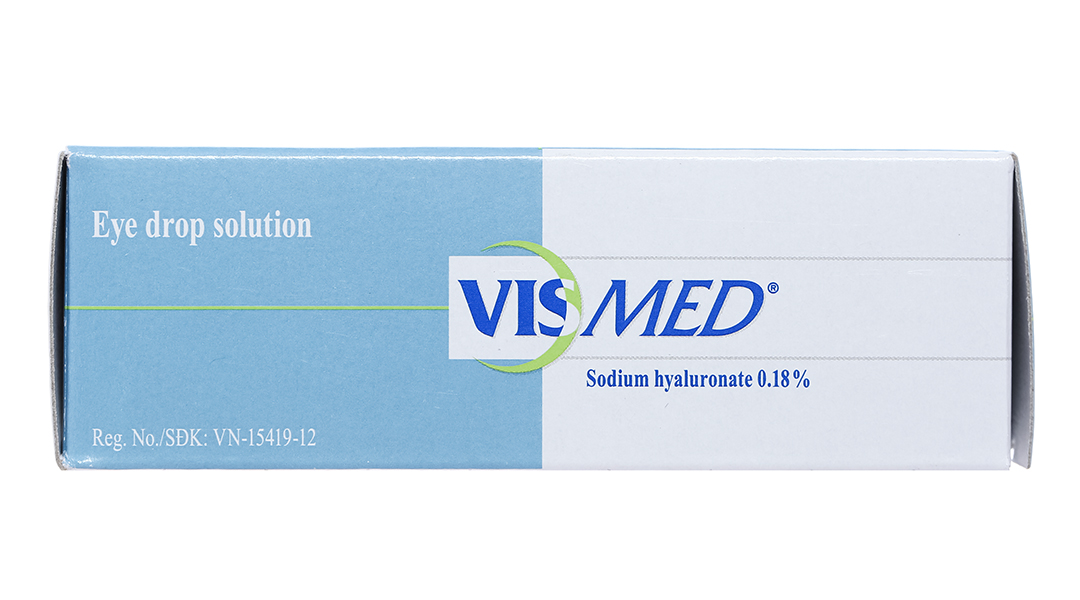 Eye drop solution
VISMED®
Sodium hyaluronate 0.18%
Reg. No./SĐK: VN-15419-12